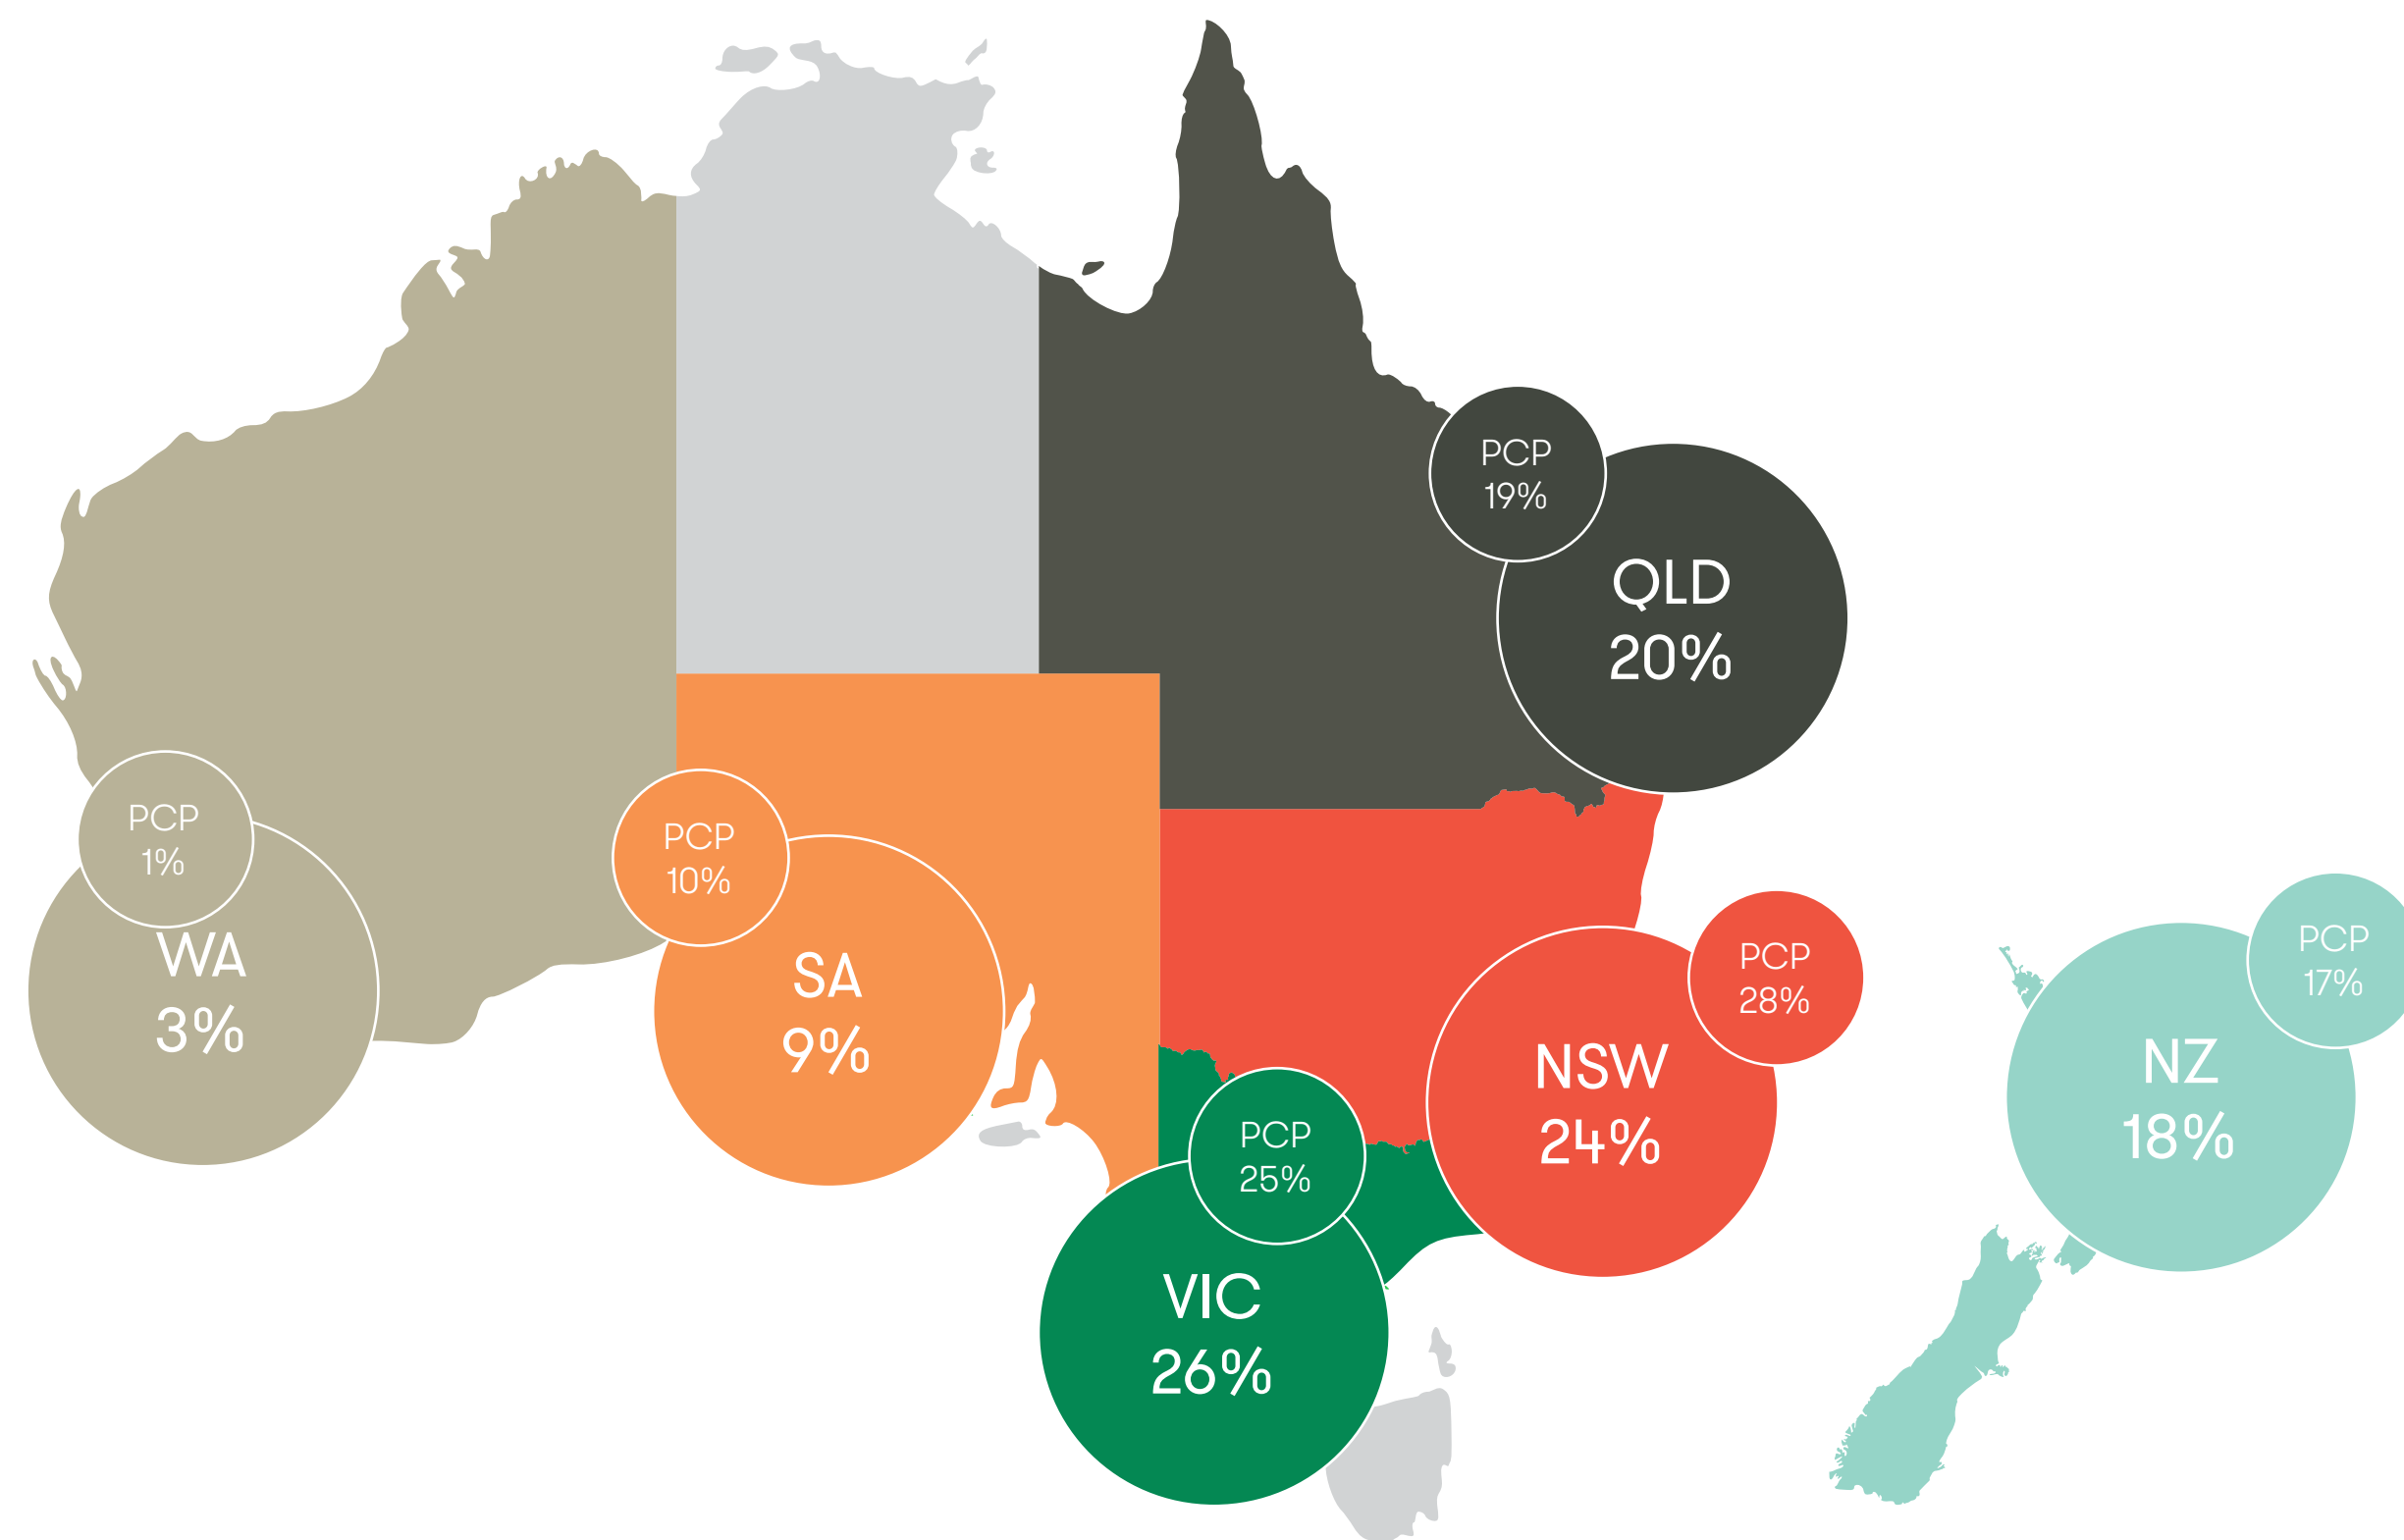 PCP
19%
QLD
20%
PCP
1%
WA
3%
PCP
10%
SA
9%
PCP
28%
NSW
24%
PCP
17%
NZ
18%
PCP
25%
VIC
26%